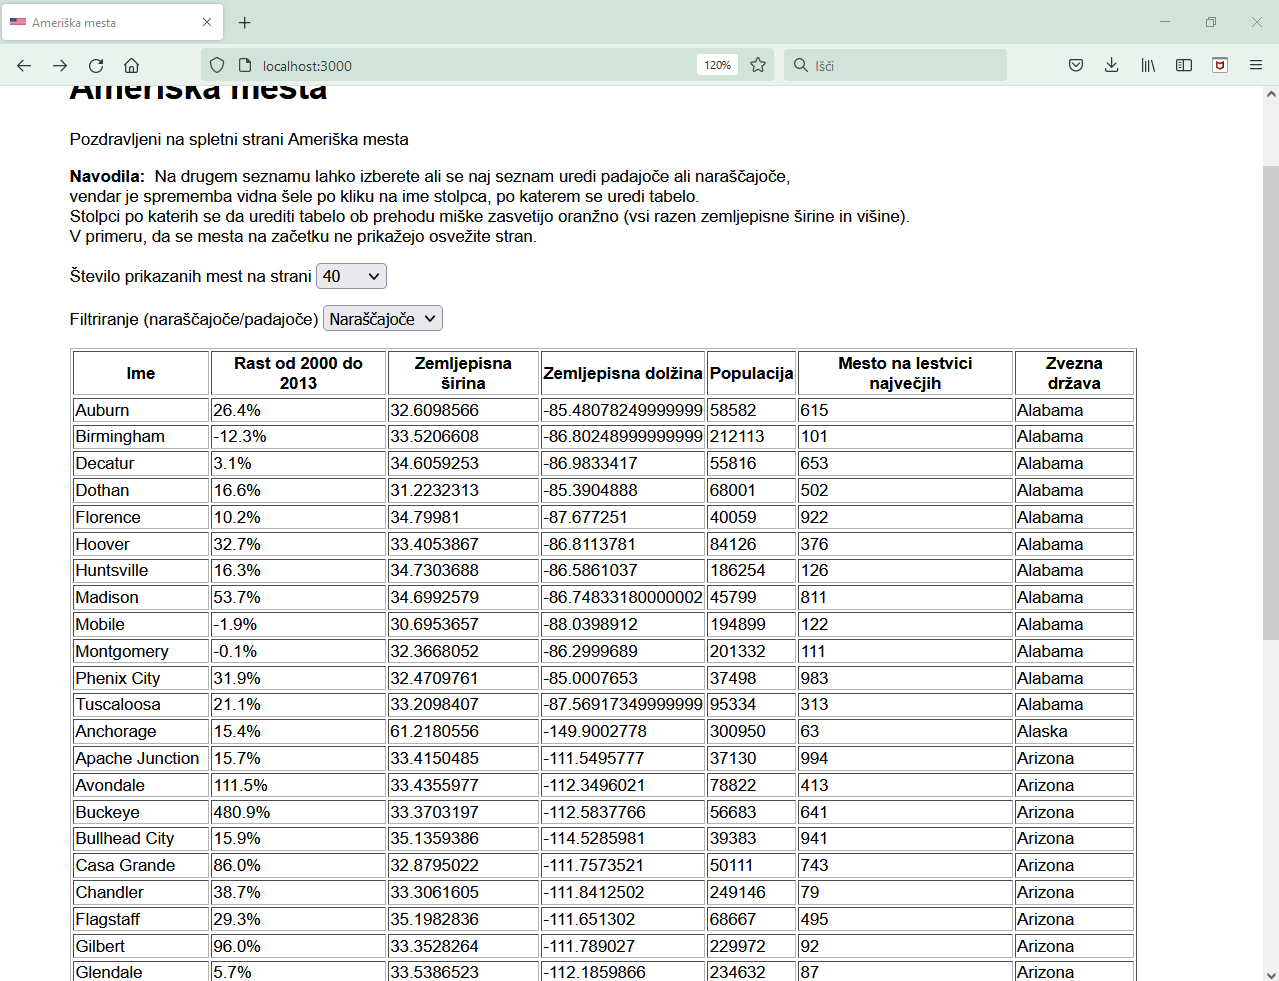 Ameriška mesta
localhost:3000
120%
Išči
Ameriška mesta
Pozdravljeni na spletni strani Ameriška mesta
Navodila: Na drugem seznamu lahko izberete ali se naj seznam uredi padajoče ali naraščajoče,
vendar je sprememba vidna šele po kliku na ime stolpca, po katerem se uredi tabelo.
Stolpci po katerih se da urediti tabelo ob prehodu miške zasvetijo oranžno (vsi razen zemljepisne širine in višine).
V primeru, da se mesta na začetku ne prikažejo osvežite stran.
Število prikazanih mest na strani 40
Filtriranje (naraščajoče/padajoče) Naraščajoče
Ime Rast od 2000 do 2013 Zemljepisna širina Zemljepisna dolžina Populacija Mesto na lestvici največjih Zvezna država
Auburn 26.4% 32.6098566 -85.48078249999999 58582 615 Alabama
Birmingham -12.3% 33.5206608 -86.80248999999999 212113 101 Alabama
Decatur 3.1% 34.6059253 -86.9833417 55816 653 Alabama
Dothan 16.6% 31.2232313 -85.3904888 68001 502 Alabama
Florence 10.2% 34.79981 -87.677251 40059 922 Alabama
Hoover 32.7% 33.4053867 -86.8113781 84126 376 Alabama
Huntsville 16.3% 34.7303688 -86.5861037 186254 126 Alabama
Madison 53.7% 34.6992579 -86.74833180000002 45799 811 Alabama
Mobile -1.9% 30.6953657 -88.0398912 194899 122 Alabama
Montgomery -0.1% 32.3668052 -86.2999689 201332 111 Alabama
Phenix City 31.9% 32.4709761 -85.0007653 37498 983 Alabama
Tuscaloosa 21.1% 33.2098407 -87.56917349999999 95334 313 Alabama
Anchorage 15.4% 61.2180556 -149.9002778 300950 63 Alaska
Apache Junction 15.7% 33.4150485 -111.5495777 37130 994 Arizona
Avondale 111.5% 33.4355977 -112.3496021 78822 413 Arizona
Buckeye 480.9% 33.3703197 -112.5837766 56683 641 Arizona
Bullhead City 15.9% 35.1359386 -114.5285981 39383 941 Arizona
Casa Grande 86.0% 32.8795022 -111.7573521 50111 743 Arizona
Chandler 38.7% 33.3061605 -111.8412502 249146 79 Arizona
Flagstaff 29.3% 35.1982836 -111.651302 68667 495 Arizona
Gilbert 96.0% 33.3528264 -111.789027 229972 92 Arizona
Glendale 5.7% 33.5386523 -112.1859866 234632 87 Arizona